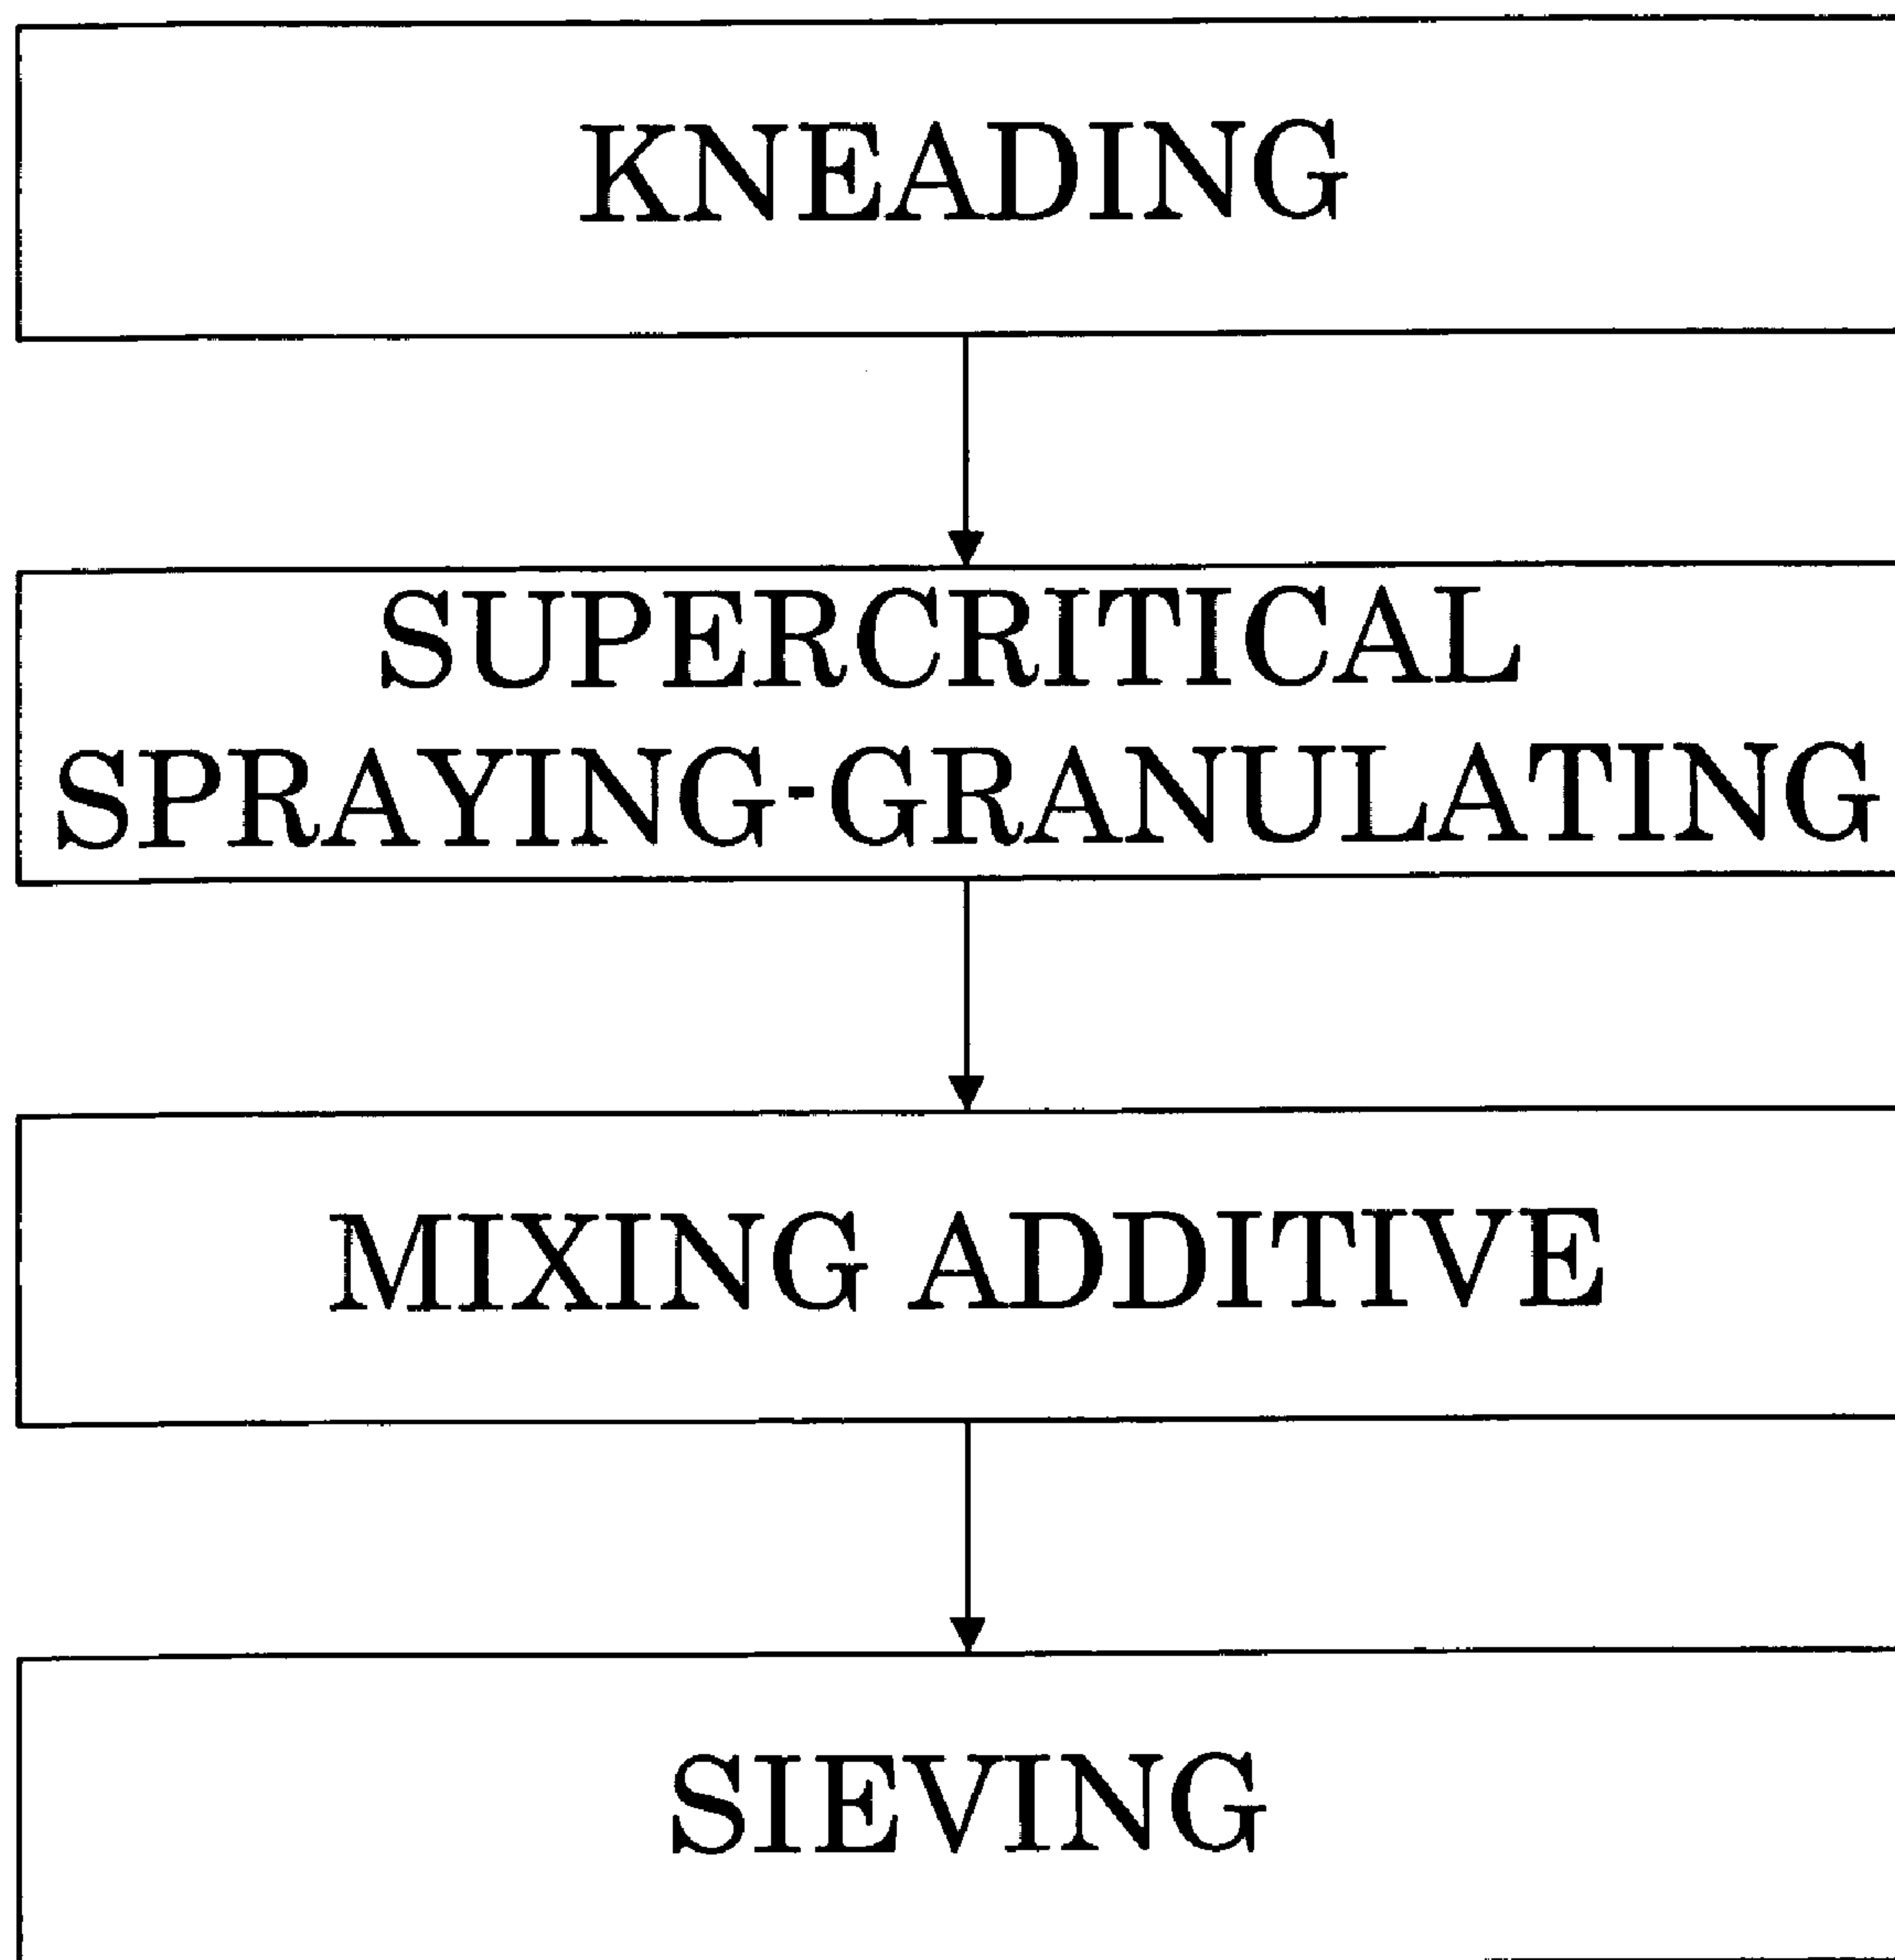 KNEADING
SUPERCRITICAL
SPRAYING-GRANULATING
MIXING ADDITIVE
SIEVING